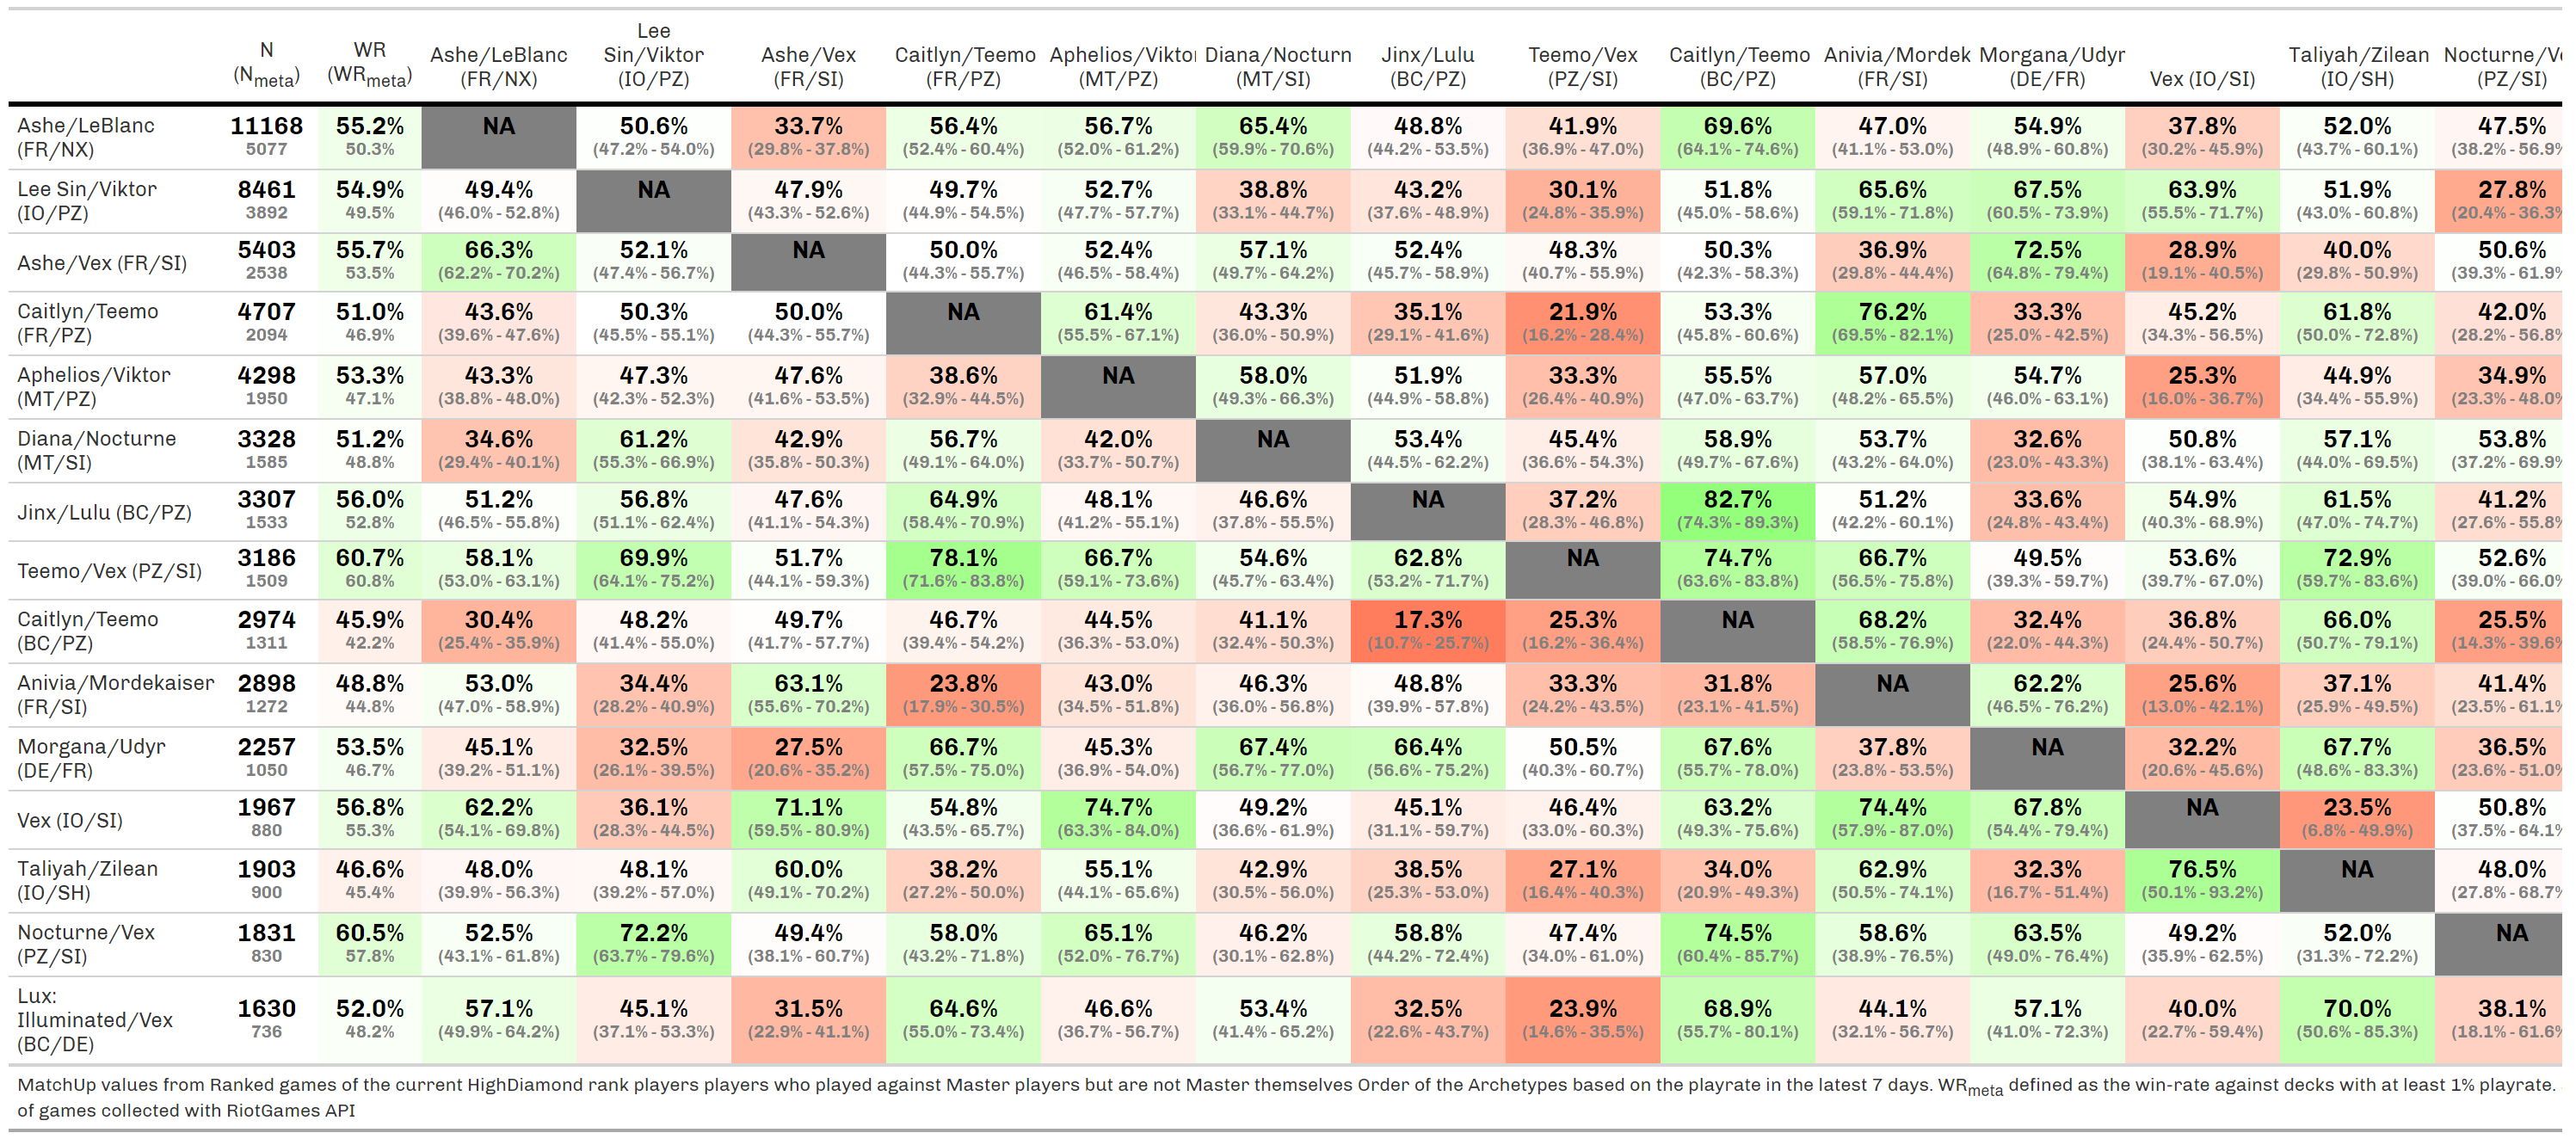 Lee
N WR Ashe/LeBlanc Sin/Viktor Ashe/Vex Caitlyn/Teemo Aphelios/Viktor Diana/Nocturn Jinx/Lulu Teemo/Vex Caitlyn/Teemo Anivia/Mordek Morgana/Udyr Taliyah/Zilean Nocturne/Ve
(Nmeta) (WRmeta) (FR/NX) (IO/PZ) (FR/SI) (FR/PZ) (MT/PZ) (MT/SI) (BC/PZ) (PZ/SI) (BC/PZ) (FR/SI) (DE/FR) Vex (IO/SI) (IO/SH) (PZ/SI)
Ashe/LeBlanc 11168 55.2% NA 50.6% 33.7% 56.4% 56.7% 65.4% 48.8% 41.9% 69.6% 47.0% 54.9% 37.8% 52.0% 47.5%
(FR/NX) 5077 50.3% (47.2% - 54.0%) (29.8% - 37.8%) (52.4% - 60.4%) (52.0% - 61.2%) (59.9% - 70.6%) (44.2% - 53.5%) (36.9% - 47.0%) (64.1% - 74.6%) (41.1% - 53.0%) (48.9% - 60.8%) (30.2% - 45.9%) (43.7% - 60.1%) (38.2% - 56.9%
Lee Sin/Viktor 8461 54.9% 49.4% NA 47.9% 49.7% 52.7% 38.8% 43.2% 30.1% 51.8% 65.6% 67.5% 63.9% 51.9% 27.8%
(IO/PZ) 3892 49.5% (46.0% - 52.8%) (43.3% - 52.6%) (44.9% - 54.5%) (47.7% - 57.7%) (33.1% - 44.7%) (37.6% - 48.9%) (24.8% - 35.9%) (45.0% - 58.6%) (59.1% - 71.8%) (60.5% - 73.9%) (55.5% - 71.7%) (43.0% - 60.8%) (20.4% - 36.3%
Ashe/Vex (FR/SI) 5403 55.7% 66.3% 52.1% NA 50.0% 52.4% 57.1% 52.4% 48.3% 50.3% 36.9% 72.5% 28.9% 40.0% 50.6%
2538 53.5% (62.2% - 70.2%) (47.4% - 56.7%) (44.3% - 55.7%) (46.5% - 58.4%) (49.7% - 64.2%) (45.7% - 58.9%) (40.7% - 55.9%) (42.3% - 58.3%) (29.8% - 44.4%) (64.8% - 79.4%) (19.1% - 40.5%) (29.8% - 50.9%) (39.3% - 61.9%
Caitlyn/Teemo 4707 51.0% 43.6% 50.3% 50.0% NA 61.4% 43.3% 35.1% 21.9% 53.3% 76.2% 33.3% 45.2% 61.8% 42.0%
(FR/PZ) 2094 46.9% (39.6% - 47.6%) (45.5% - 55.1%) (44.3% - 55.7%) (55.5% - 67.1%) (36.0% - 50.9%) (29.1% - 41.6%) (16.2% - 28.4%) (45.8% - 60.6%) (69.5% - 82.1%) (25.0% - 42.5%) (34.3% - 56.5%) (50.0% - 72.8%) (28.2% - 56.8%
Aphelios/Viktor 4298 53.3% 43.3% 47.3% 47.6% 38.6% NA 58.0% 51.9% 33.3% 55.5% 57.0% 54.7% 25.3% 44.9% 34.9%
(MT/PZ) 1950 47.1% (38.8% - 48.0%) (42.3% - 52.3%) (41.6% - 53.5%) (32.9% - 44.5%) (49.3% - 66.3%) (44.9% - 58.8%) (26.4% - 40.9%) (47.0% - 63.7%) (48.2% - 65.5%) (46.0% - 63.1%) (16.0% - 36.7%) (34.4% - 55.9%) (23.3% - 48.0%
Diana/Nocturne 3328 51.2% 34.6% 61.2% 42.9% 56.7% 42.0% NA 53.4% 45.4% 58.9% 53.7% 32.6% 50.8% 57.1% 53.8%
(MT/SI) 1585 48.8% (29.4% - 40.1%) (55.3% - 66.9%) (35.8% - 50.3%) (49.1% - 64.0%) (33.7% - 50.7%) (44.5% - 62.2%) (36.6% - 54.3%) (49.7% - 67.6%) (43.2% - 64.0%) (23.0% - 43.3%) (38.1% - 63.4%) (44.0% - 69.5%) (37.2% - 69.9%
Jinx/Lulu (BC/PZ) 3307 56.0% 51.2% 56.8% 47.6% 64.9% 48.1% 46.6% NA 37.2% 82.7% 51.2% 33.6% 54.9% 61.5% 41.2%
1533 52.8% (46.5% - 55.8%) (51.1% - 62.4%) (41.1% - 54.3%) (58.4% - 70.9%) (41.2% - 55.1%) (37.8% - 55.5%) (28.3% - 46.8%) (74.3% - 89.3%) (42.2% - 60.1%) (24.8% - 43.4%) (40.3% - 68.9%) (47.0% - 74.7%) (27.6% - 55.8%
Teemo/Vex (PZ/SI) 3186 60.7% 58.1% 69.9% 51.7% 78.1% 66.7% 54.6% 62.8% NA 74.7% 66.7% 49.5% 53.6% 72.9% 52.6%
1509 60.8% (53.0% - 63.1%) (64.1% - 75.2%) (44.1% - 59.3%) (71.6% - 83.8%) (59.1% - 73.6%) (45.7% - 63.4%) (53.2% - 71.7%) (63.6% - 83.8%) (56.5% - 75.8%) (39.3% - 59.7%) (39.7% - 67.0%) (59.7% - 83.6%) (39.0% - 66.0%
Caitlyn/Teemo 2974 45.9% 30.4% 48.2% 49.7% 46.7% 44.5% 41.1% 17.3% 25.3% NA 68.2% 32.4% 36.8% 66.0% 25.5%
(BC/PZ) 1311 42.2% (25.4% - 35.9%) (41.4% - 55.0%) (41.7% - 57.7%) (39.4% - 54.2%) (36.3% - 53.0%) (32.4% - 50.3%) (10.7% - 25.7%) (16.2% - 36.4%) (58.5% - 76.9%) (22.0% - 44.3%) (24.4% - 50.7%) (50.7% - 79.1%) (14.3% - 39.6%
Anivia/Mordekaiser 2898 48.8% 53.0% 34.4% 63.1% 23.8% 43.0% 46.3% 48.8% 33.3% 31.8% NA 62.2% 25.6% 37.1% 41.4%
(FR/SI) 1272 44.8% (47.0% - 58.9%) (28.2% - 40.9%) (55.6% - 70.2%) (17.9% - 30.5%) (34.5% - 51.8%) (36.0% - 56.8%) (39.9% - 57.8%) (24.2% - 43.5%) (23.1% - 41.5%) (46.5% - 76.2%) (13.0% - 42.1%) (25.9% - 49.5%) (23.5% - 61.1%
Morgana/Udyr 2257 53.5% 45.1% 32.5% 27.5% 66.7% 45.3% 67.4% 66.4% 50.5% 67.6% 37.8% NA 32.2% 67.7% 36.5%
(DE/FR) 1050 46.7% (39.2% - 51.1%) (26.1% - 39.5%) (20.6% - 35.2%) (57.5% - 75.0%) (36.9% - 54.0%) (56.7% - 77.0%) (56.6% - 75.2%) (40.3% - 60.7%) (55.7% - 78.0%) (23.8% - 53.5%) (20.6% - 45.6%) (48.6% - 83.3%) (23.6% - 51.0%
Vex (IO/SI) 1967 56.8% 62.2% 36.1% 71.1% 54.8% 74.7% 49.2% 45.1% 46.4% 63.2% 74.4% 67.8% NA 23.5% 50.8%
880 55.3% (54.1% - 69.8%) (28.3% - 44.5%) (59.5% - 80.9%) (43.5% - 65.7%) (63.3% - 84.0%) (36.6% - 61.9%) (31.1% - 59.7%) (33.0% - 60.3%) (49.3% - 75.6%) (57.9% - 87.0%) (54.4% - 79.4%) (6.8% - 49.9%) (37.5% - 64.1%
Taliyah/Zilean 1903 46.6% 48.0% 48.1% 60.0% 38.2% 55.1% 42.9% 38.5% 27.1% 34.0% 62.9% 32.3% 76.5% NA 48.0%
(IO/SH) 900 45.4% (39.9% - 56.3%) (39.2% - 57.0%) (49.1% - 70.2%) (27.2% - 50.0%) (44.1% - 65.6%) (30.5% - 56.0%) (25.3% - 53.0%) (16.4% - 40.3%) (20.9% - 49.3%) (50.5% - 74.1%) (16.7% - 51.4%) (50.1% - 93.2%) (27.8% - 68.7%
Nocturne/Vex 1831 60.5% 52.5% 72.2% 49.4% 58.0% 65.1% 46.2% 58.8% 47.4% 74.5% 58.6% 63.5% 49.2% 52.0% NA
(PZ/SI) 830 57.8% (43.1% - 61.8%) (63.7% - 79.6%) (38.1% - 60.7%) (43.2% - 71.8%) (52.0% - 76.7%) (30.1% - 62.8%) (44.2% - 72.4%) (34.0% - 61.0%) (60.4% - 85.7%) (38.9% - 76.5%) (49.0% - 76.4%) (35.9% - 62.5%) (31.3% - 72.2%)
Lux:
Illuminated/Vex 1630 52.0% 57.1% 45.1% 31.5% 64.6% 46.6% 53.4% 32.5% 23.9% 68.9% 44.1% 57.1% 40.0% 70.0% 38.1%
(BC/DE) 736 48.2% (49.9% - 64.2%) (37.1% - 53.3%) (22.9% - 41.1%) (55.0% - 73.4%) (36.7% - 56.7%) (41.4% - 65.2%) (22.6% - 43.7%) (14.6% - 35.5%) (55.7% - 80.1%) (32.1% - 56.7%) (41.0% - 72.3%) (22.7% - 59.4%) (50.6% - 85.3%) (18.1% - 61.6%
MatchUp values from Ranked games of the current HighDiamond rank players players who played against Master players but are not Master themselves Order of the Archetypes based on the playrate in the latest 7 days. WRmeta defined as the win-rate against decks with at least 1% playrate.
of games collected with RiotGames API